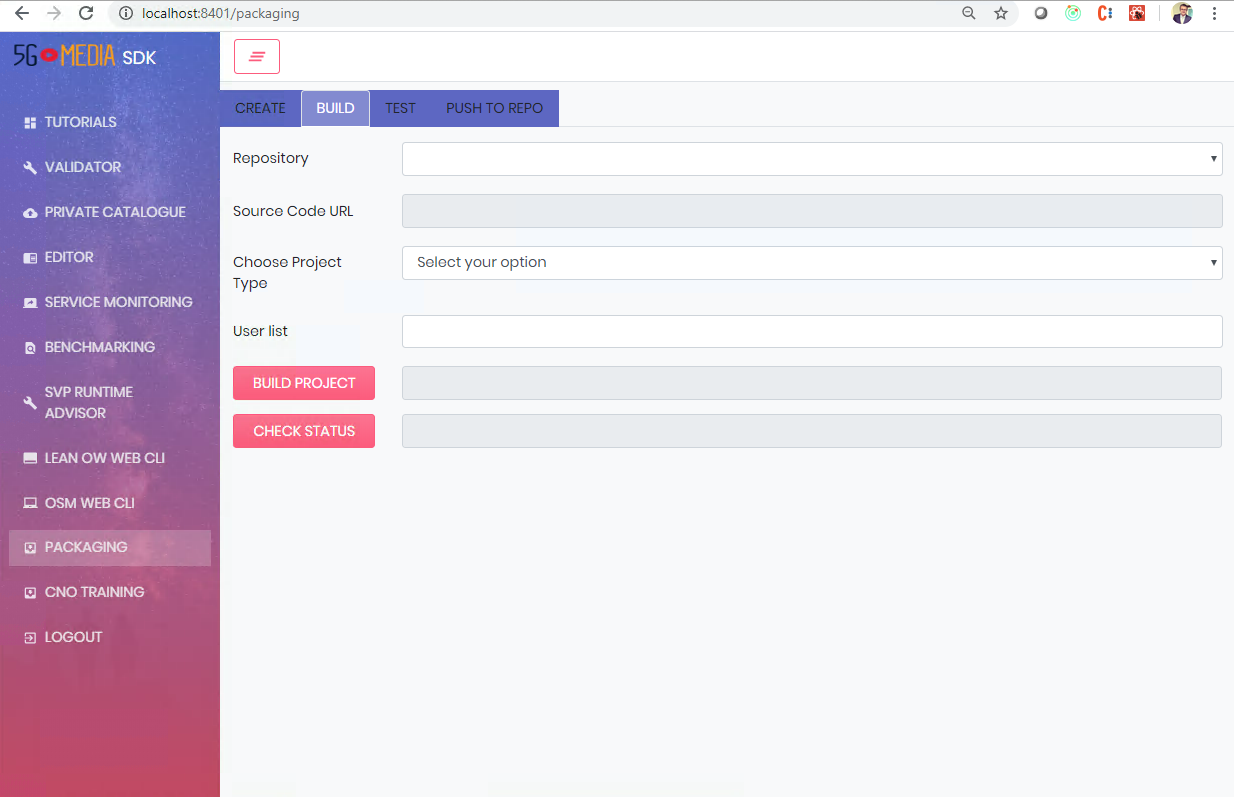 localhost:8401/packaging
5G MEDIA SDK
TUTORIALS
VALIDATOR
PRIVATE CATALOGUE
EDITOR
SERVICE MONITORING
BENCHMARKING
SVP RUNTIME
ADVISOR
LEAN OW WEB CLI
OSM WEB CLI
PACKAGING
CNO TRAINING
LOGOUT
CREATE BUILD TEST PUSH TO REPO
Repository
Source Code URL
Choose Project
Type
Select your option
User list
BUILD PROJECT
CHECK STATUS